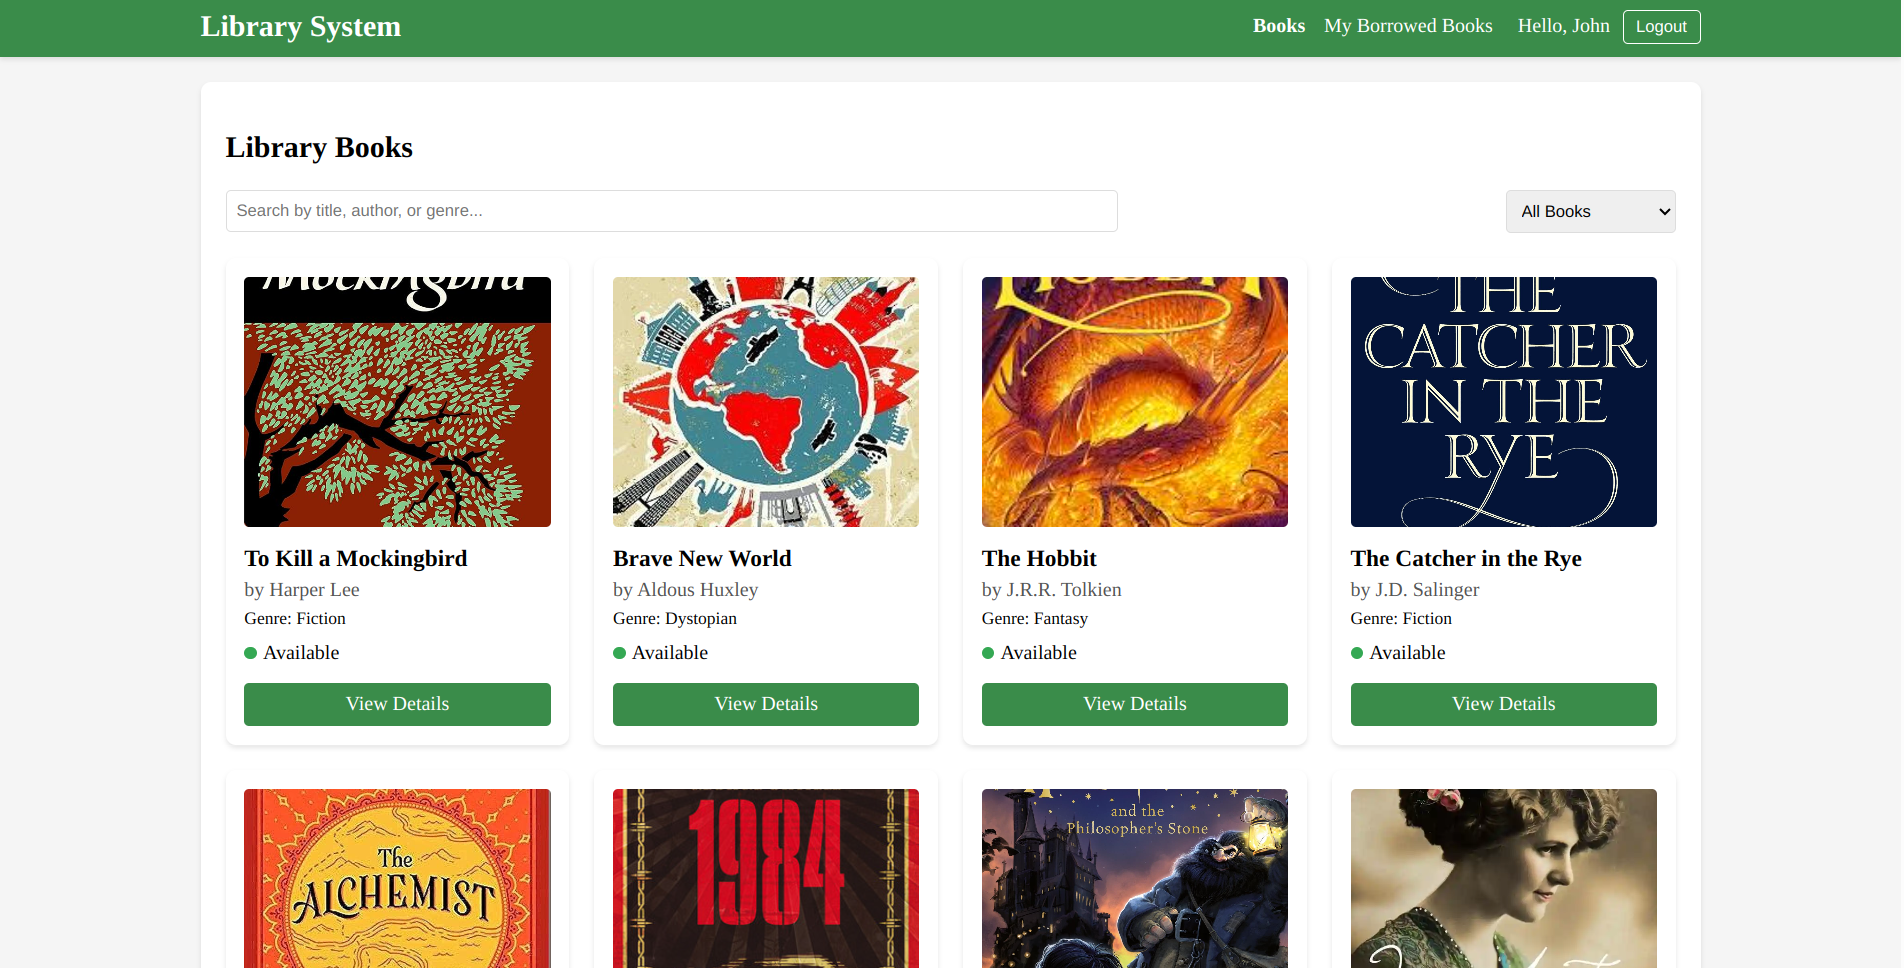 Library System
Books
My Borrowed Books
Hello, John
Logout
Library Books
Search by title, author, or genre...
All Books
Mockingbird
THE
CATCHER
IN THE
RYE
To Kill a Mockingbird
by Harper Lee
Genre: Fiction
Available
View Details
Brave New World
by Aldous Huxley
Genre: Dystopian
Available
View Details
The Hobbit
by J.R.R. Tolkien
Genre: Fantasy
Available
View Details
The Catcher in the Rye
by J.D. Salinger
Genre: Fiction
Available
View Details
The
ALCHEMIST
1984
and the
Philosopher's Stone